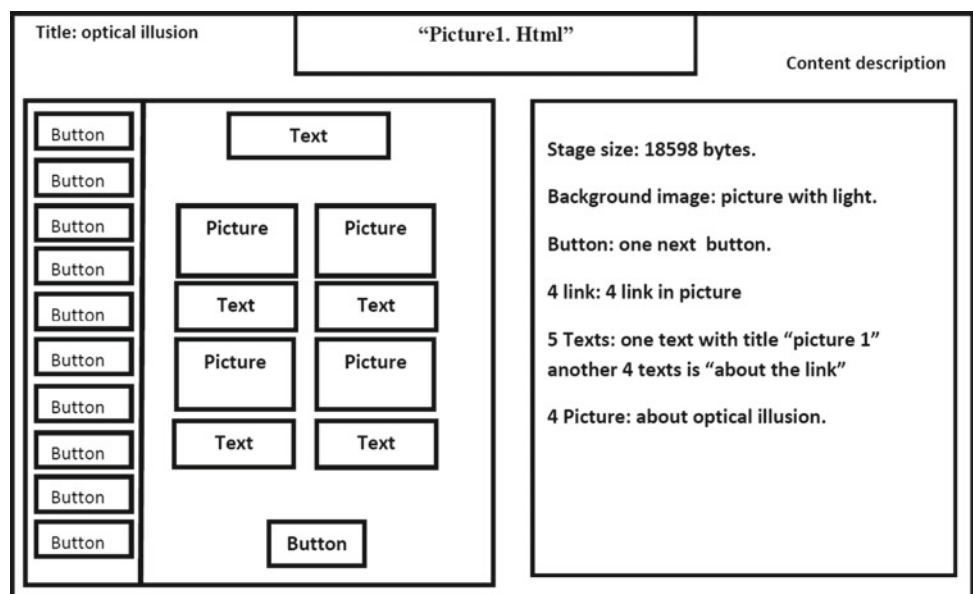 Title: optical illusion
“Picture1. Html”
Content description
Button
Button
Button
Button
Button
Button
Button
Button
Button
Button
Text
Picture Picture
Text Text
Picture Picture
Text Text
Button
Stage size: 18598 bytes.
Background image: picture with light.
Button: one next button.
4 link: 4 link in picture
5 Texts: one text with title “picture 1”
another 4 texts is “about the link”
4 Picture: about optical illusion.